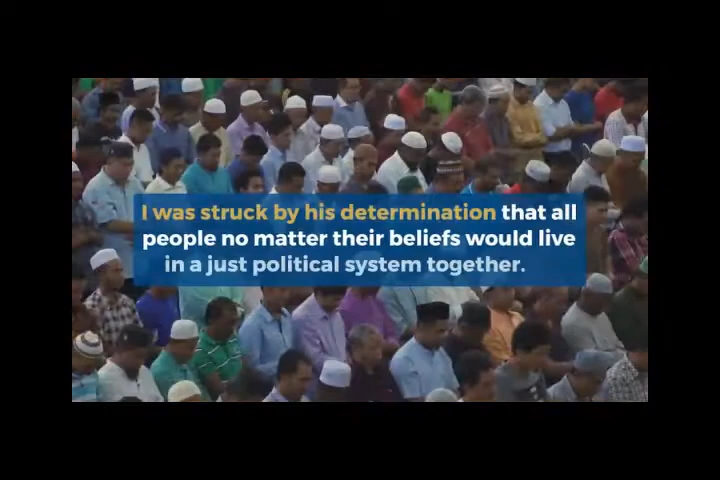 I was struck by his determination that all
people no matter their beliefs would live
in a just political system together.